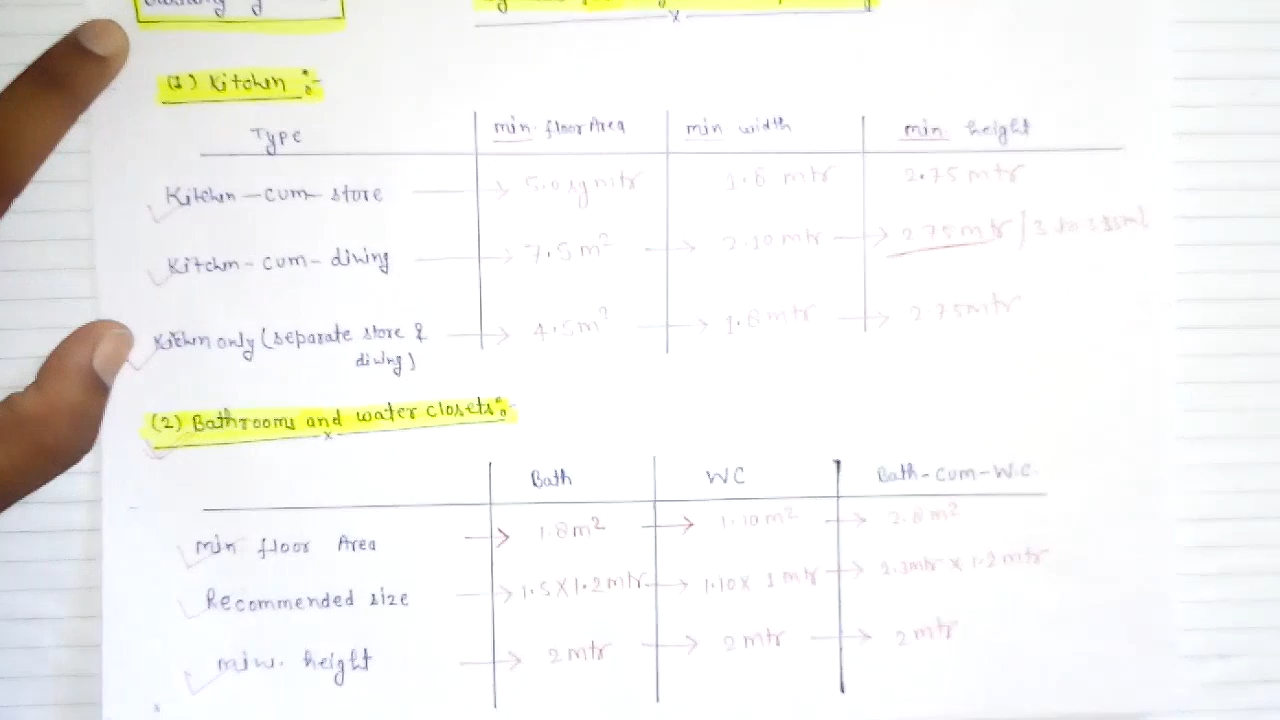 (1) Kitchen :-
Type min. floor Area min width min height
Kitchen-cum-store → 5.0 sq mtr 1.8 mtr 2.75 mtr
Kitchen-cum-dining → 7.5 m² → 2.10 mtr → 2.75 mtr / 3 to
Kitchen only (separate store & → 4.5 m² → 1.8 mtr → 2.75 mtr
dining)
(2) Bathrooms and water closets :-
x
Bath WC Bath-cum-W.C.
min floor Area → 1.8 m² → 1.10 m² → 2.8 m²
Recommended size → 1.5 X 1.2 mtr → 1.10 X 1 mtr → X 1.2 mtr
min. height → 2 mtr → 2 mtr → 2 mtr